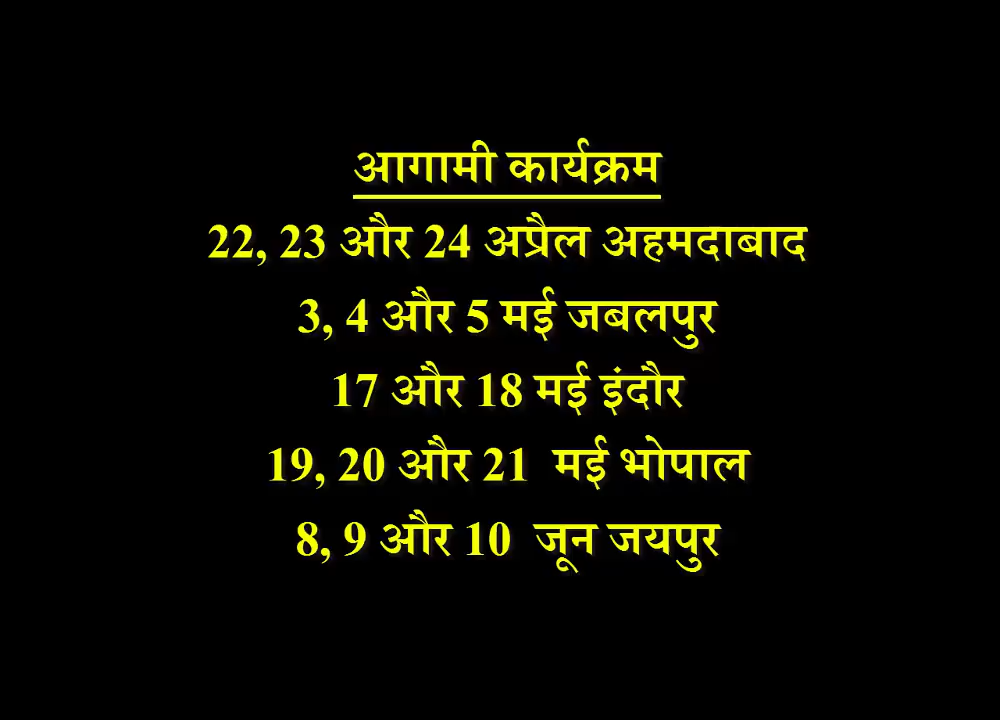 आगामी कार्यक्रम
22, 23 और 24 अप्रैल अहमदाबाद
3, 4 और 5 मई जबलपुर
17 और 18 मई इंदौर
19, 20 और 21 मई भोपाल
8, 9 और 10 जून जयपुर